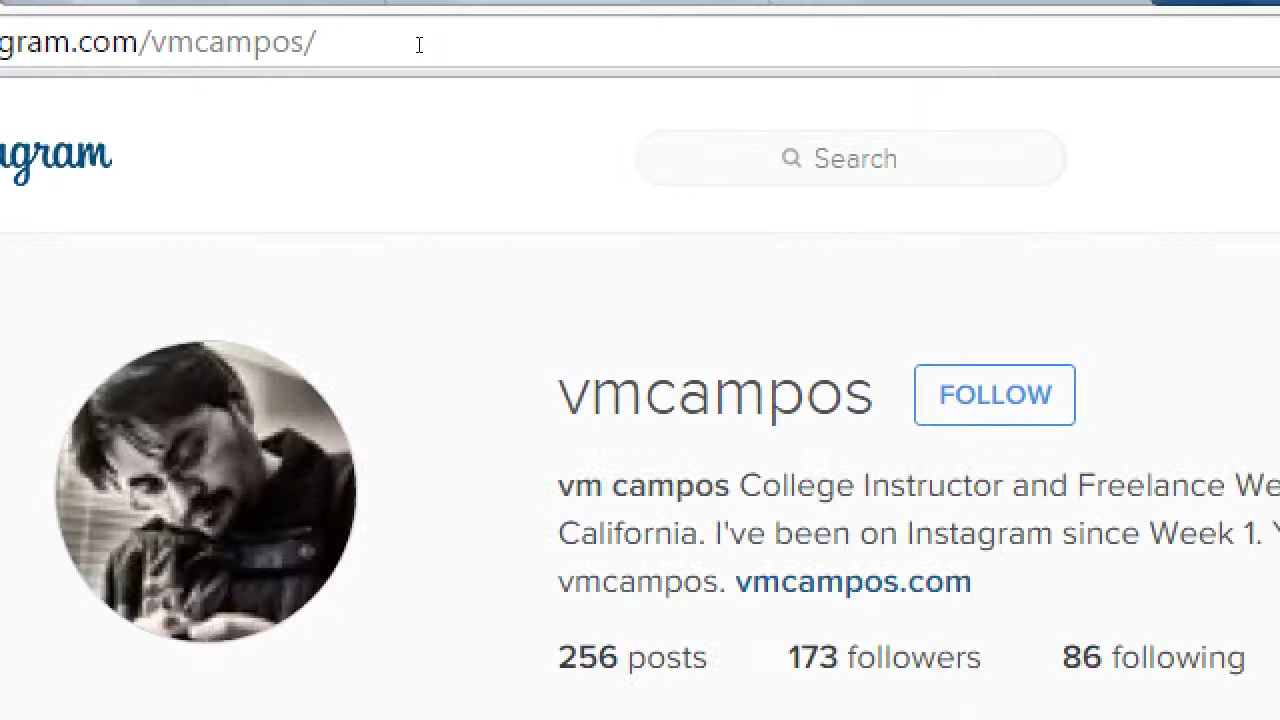 gram.com/vmcampos/
agram
Search
vmcampos FOLLOW
vm campos College Instructor and Freelance We
California. I've been on Instagram since Week 1. Y
vmcampos. vmcampos.com
256 posts 173 followers 86 following